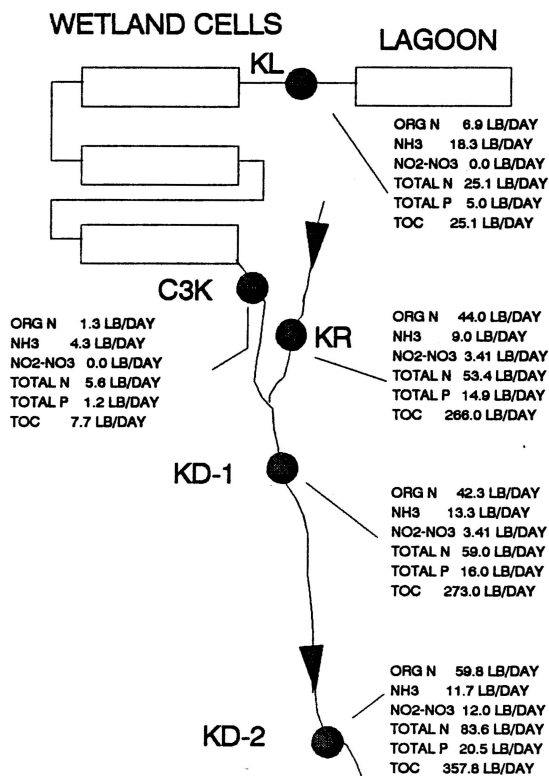 WETLAND CELLS
LAGOON
KL
ORG N 6.9 LB/DAY
NH3 18.3 LB/DAY
NO2-NO3 0.0 LB/DAY
TOTAL N 25.1 LB/DAY
TOTAL P 5.0 LB/DAY
TOC 25.1 LB/DAY
C3K
ORG N 1.3 LB/DAY
NH3 4.3 LB/DAY
NO2-NO3 0.0 LB/DAY
TOTAL N 5.6 LB/DAY
TOTAL P 1.2 LB/DAY
TOC 7.7 LB/DAY
KR
ORG N 44.0 LB/DAY
NH3 9.0 LB/DAY
NO2-NO3 3.41 LB/DAY
TOTAL N 53.4 LB/DAY
TOTAL P 14.9 LB/DAY
TOC 266.0 LB/DAY
KD-1
ORG N 42.3 LB/DAY
NH3 13.3 LB/DAY
NO2-NO3 3.41 LB/DAY
TOTAL N 59.0 LB/DAY
TOTAL P 16.0 LB/DAY
TOC 273.0 LB/DAY
KD-2
ORG N 59.8 LB/DAY
NH3 11.7 LB/DAY
NO2-NO3 12.0 LB/DAY
TOTAL N 83.6 LB/DAY
TOTAL P 20.5 LB/DAY
TOC 357.8 LB/DAY